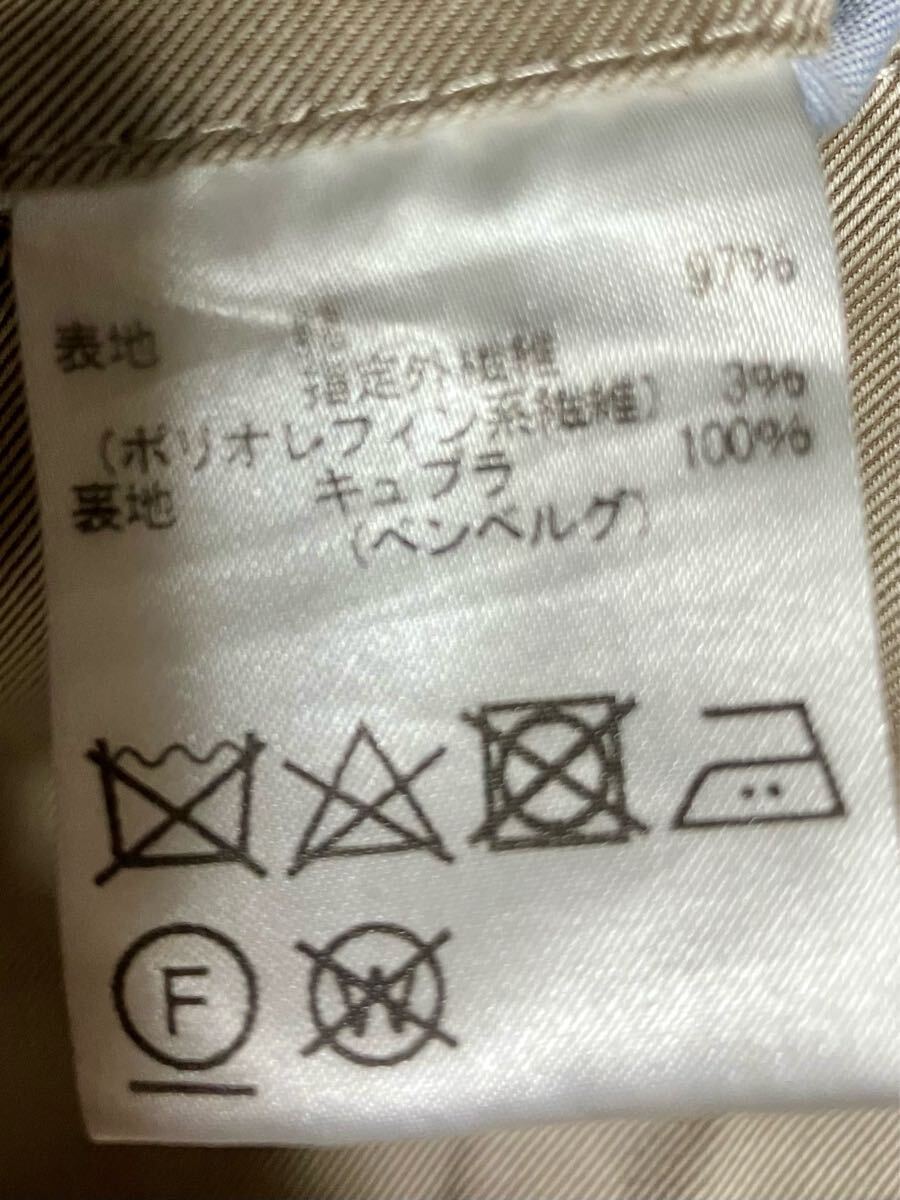 表地 綿 97%
指定外繊維
(ポリオレフィン系繊維) 3%
裏地 キュプラ 100%
(ベンベルグ)
F
W